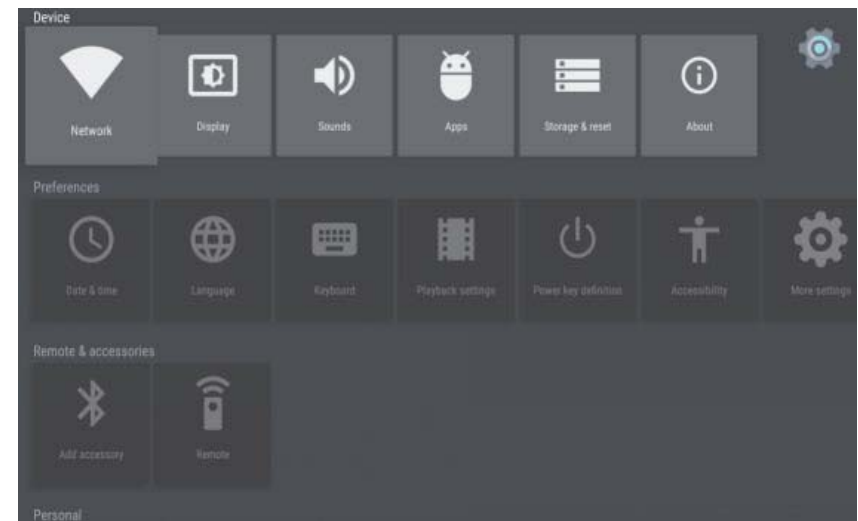 Device
Network
Display
Sounds
Apps
Storage & reset
About
Preferences
Date & time
Language
Keyboard
Playback settings
Power key definition
Accessibility
More settings
Remote & accessories
Add accessory
Remote
Personal